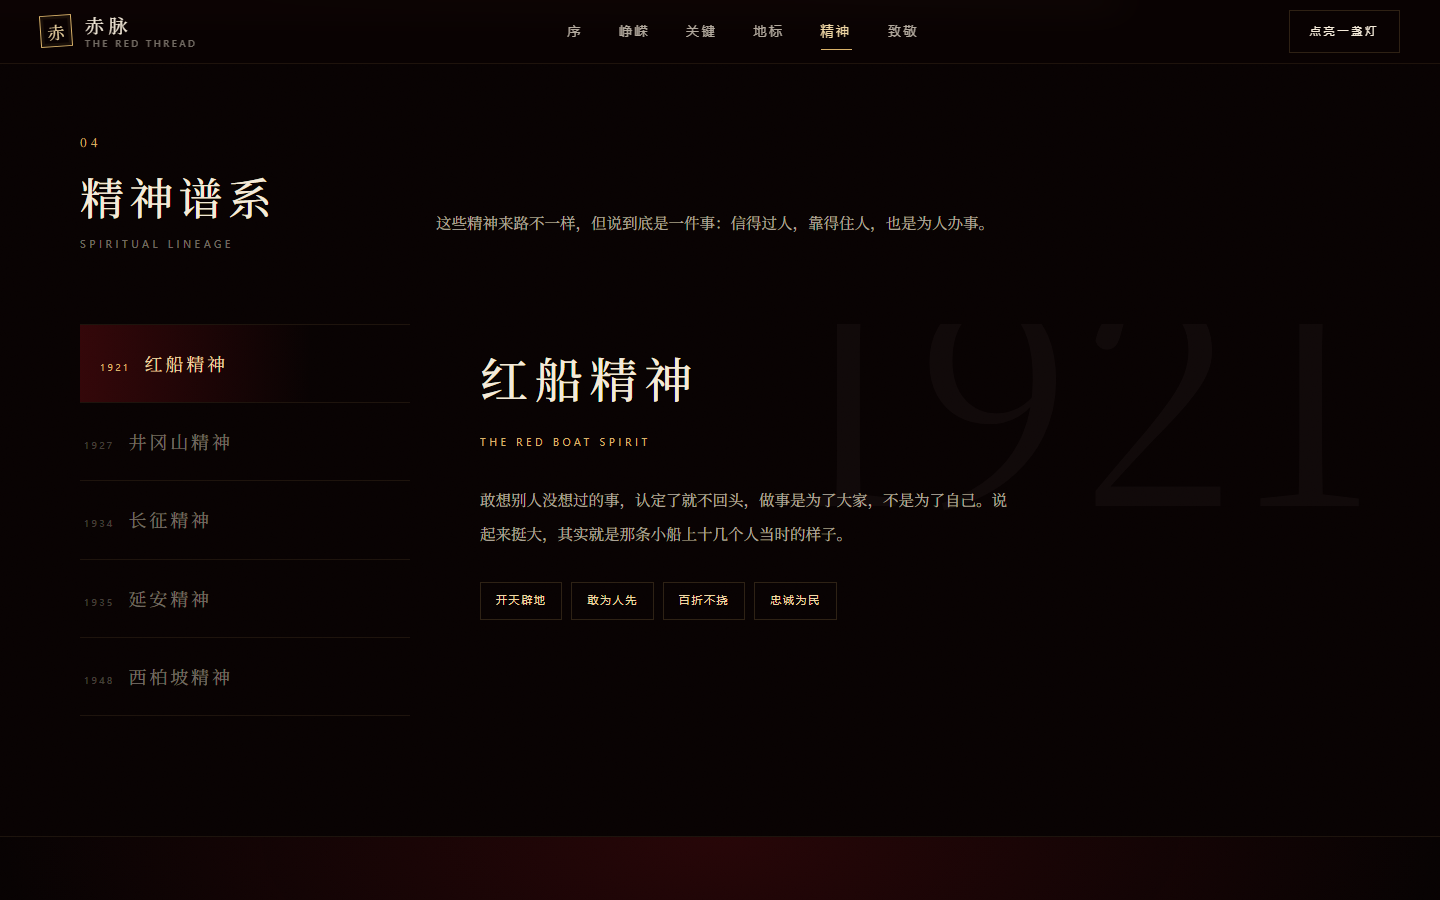 赤
赤脉
THE RED THREAD
序
峥嵘
关键
地标
精神
致敬
点亮一盏灯
04
精神谱系
SPIRITUAL LINEAGE
这些精神来路不一样，但说到底是一件事：信得过人，靠得住人，也是为人办事。
1921 红船精神
1927 井冈山精神
1934 长征精神
1935 延安精神
1948 西柏坡精神
1921
红船精神
THE RED BOAT SPIRIT
敢想别人没想过的事，认定了就不回头，做事是为了大家，不是为了自己。说
起来挺大，其实就是那条小船上十几个人当时的样子。
开天辟地
敢为人先
百折不挠
忠诚为民